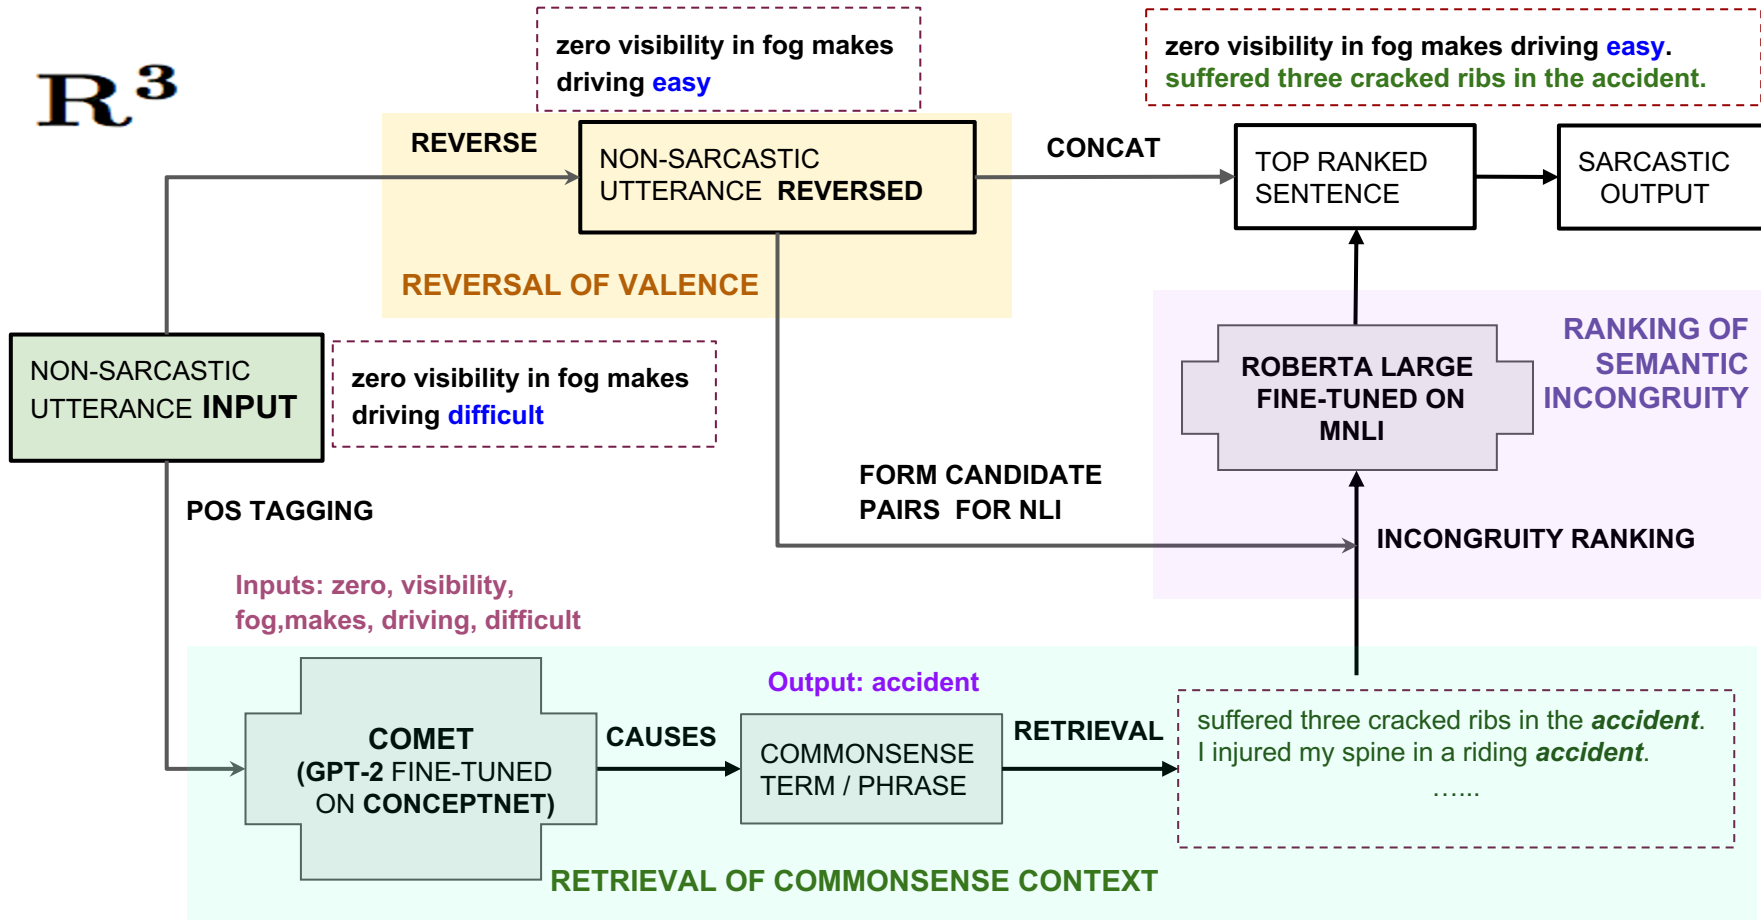 R³
zero visibility in fog makes
driving easy
zero visibility in fog makes driving easy.
suffered three cracked ribs in the accident.
REVERSE
NON-SARCASTIC
UTTERANCE REVERSED
CONCAT
TOP RANKED
SENTENCE
SARCASTIC
OUTPUT
REVERSAL OF VALENCE
NON-SARCASTIC
UTTERANCE INPUT
zero visibility in fog makes
driving difficult
ROBERTA LARGE
FINE-TUNED ON
MNLI
RANKING OF
SEMANTIC
INCONGRUITY
POS TAGGING
FORM CANDIDATE
PAIRS FOR NLI
INCONGRUITY RANKING
Inputs: zero, visibility,
fog,makes, driving, difficult
COMET
(GPT-2 FINE-TUNED
ON CONCEPTNET)
CAUSES
Output: accident
COMMONSENSE
TERM / PHRASE
RETRIEVAL
suffered three cracked ribs in the accident.
I injured my spine in a riding accident.
…...
RETRIEVAL OF COMMONSENSE CONTEXT